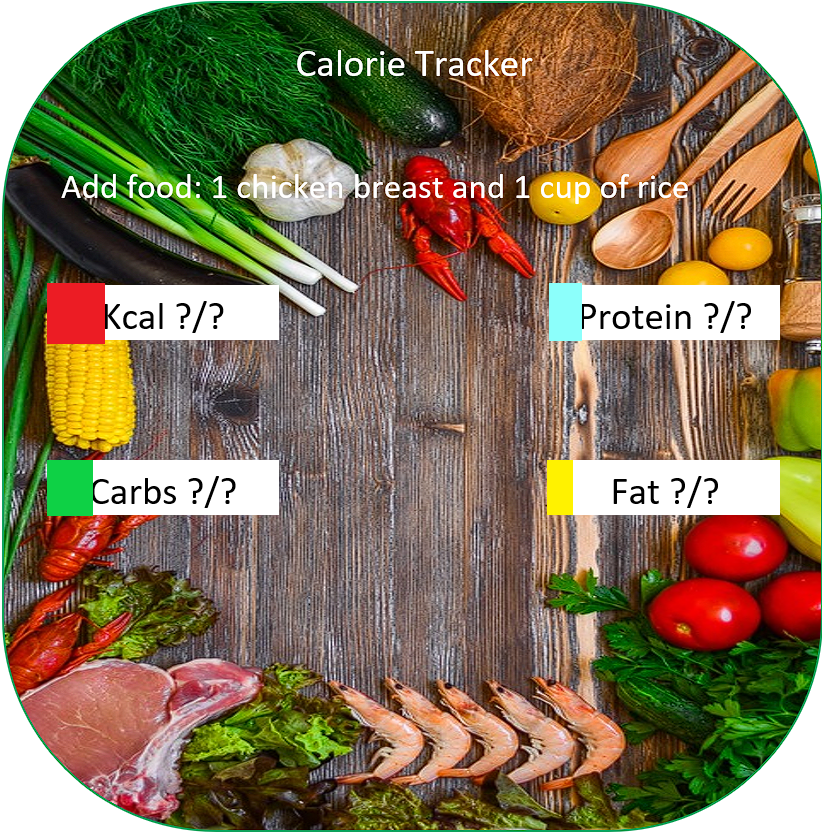 Calorie Tracker
Add food: 1 chicken breast and 1 cup of rice
Kcal ?/?
Protein ?/?
Carbs ?/?
Fat ?/?